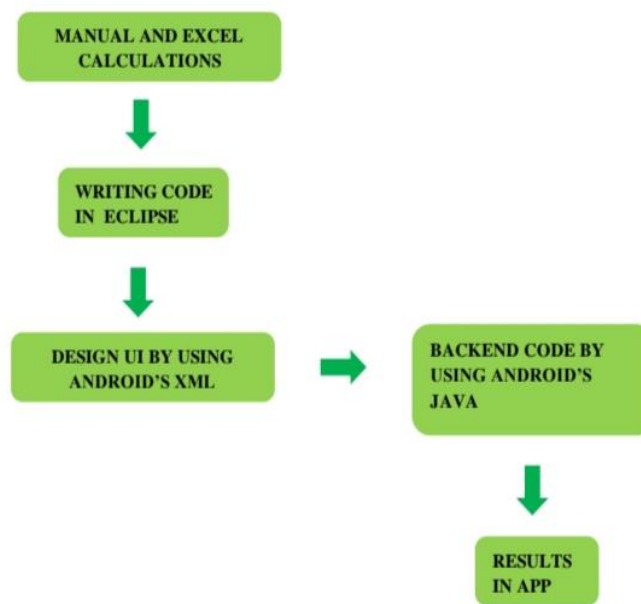 MANUAL AND EXCEL
CALCULATIONS
WRITING CODE
IN ECLIPSE
DESIGN UI BY USING
ANDROID’S XML
BACKEND CODE BY
USING ANDROID’S
JAVA
RESULTS
IN APP